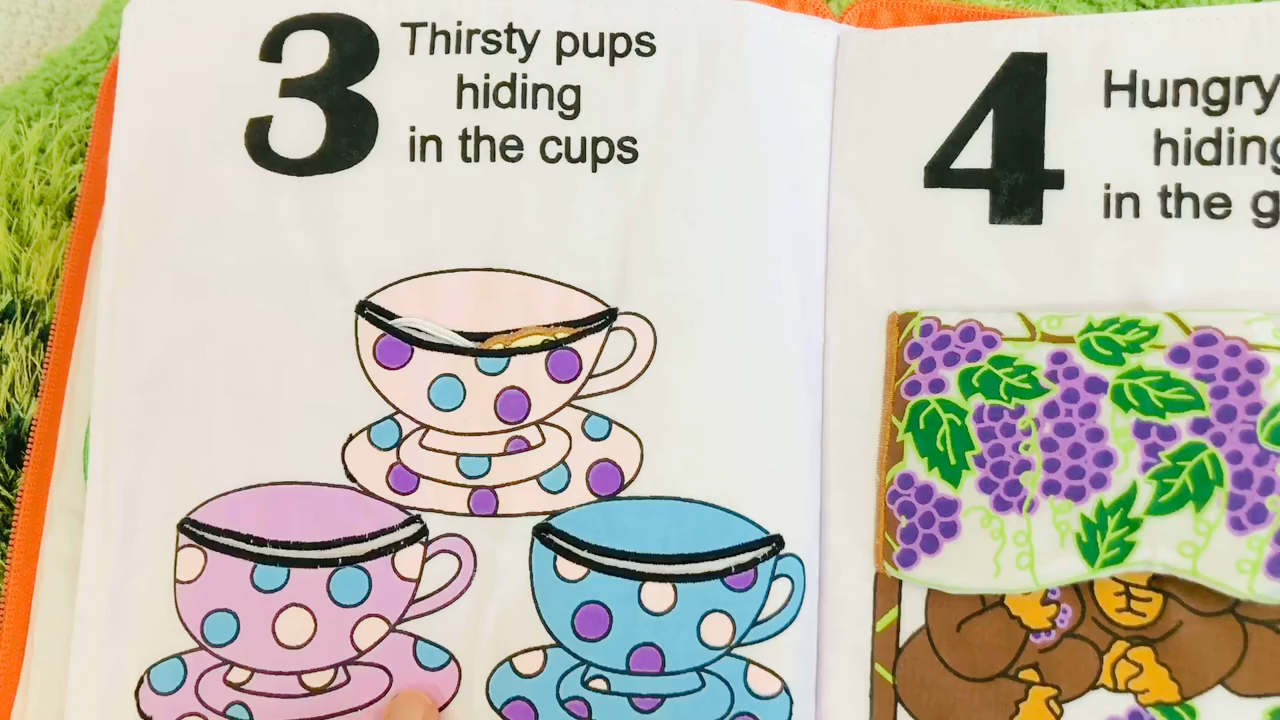 3
Thirsty pups
hiding
in the cups
4
Hungry
hiding
in the